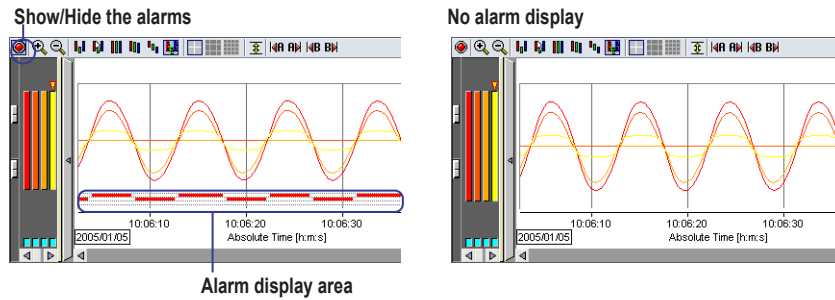 Show/Hide the alarms
No alarm display
A A B B
A A B B
10:06:10 10:06:20 10:06:30
2005/01/05 Absolute Time [h:m:s]
10:06:10 10:06:20 10:06:30
2005/01/05 Absolute Time [h:m:s]
Alarm display area